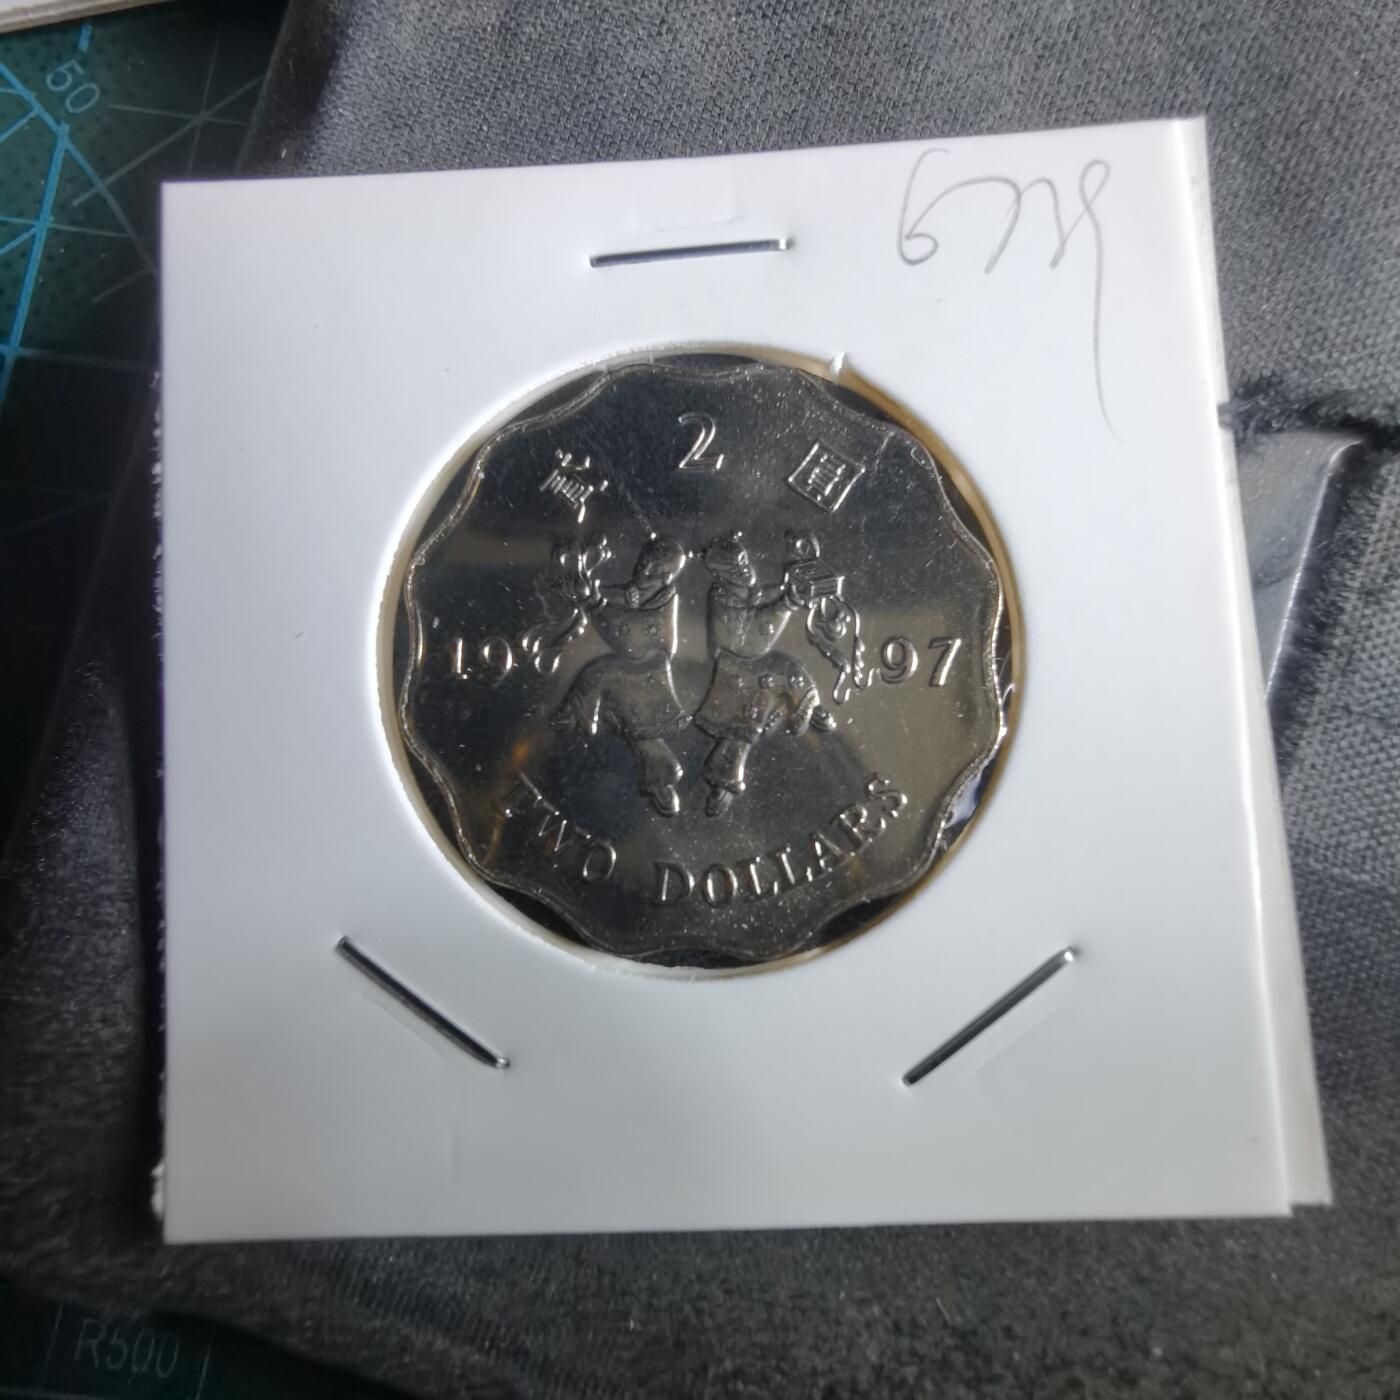 50
2
貳 圓
19 97
TWO DOLLARS
R500